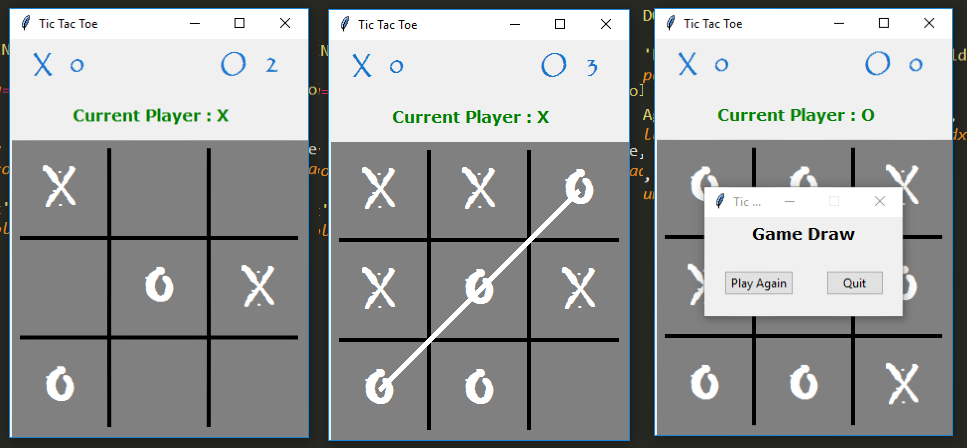 Tic Tac Toe
X 0
O 2
Current Player : X
X
O X
O
Tic Tac Toe
X 0
O 3
Current Player : X
X X O
X O X
O O
Tic Tac Toe
X 0
O 0
Current Player : O
O O X
Tic ...
Game Draw
Play Again Quit
O O X